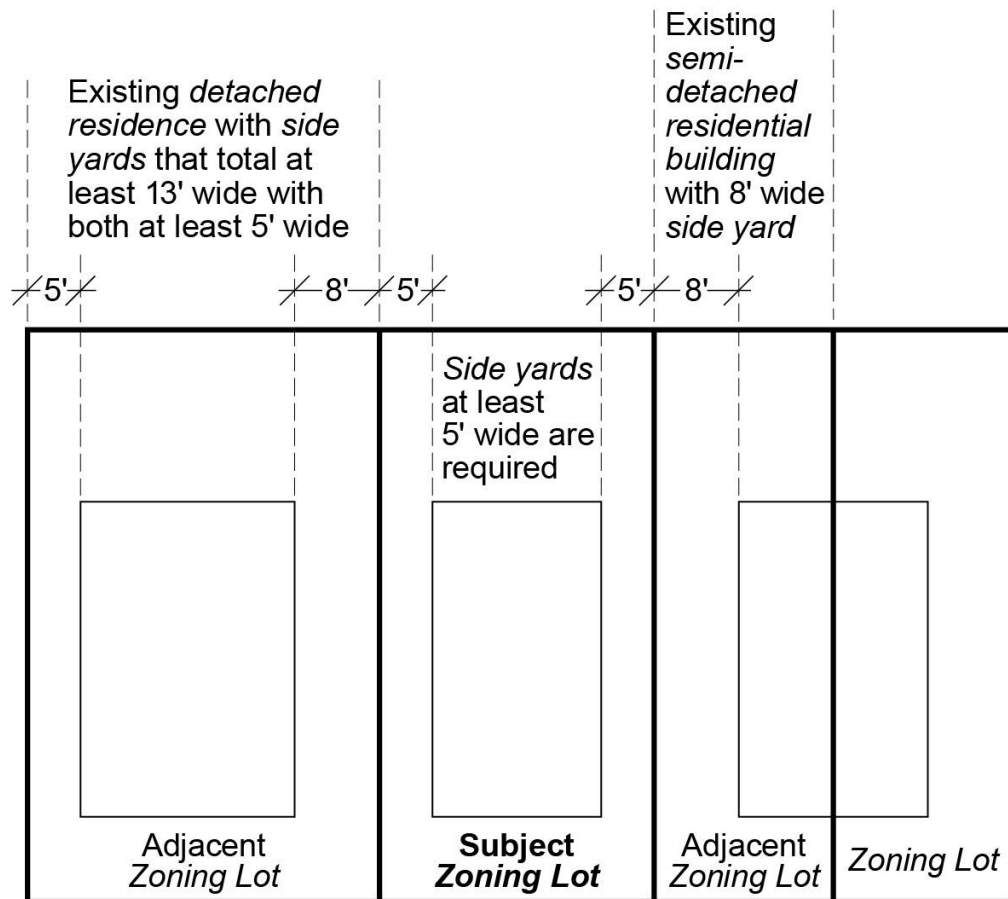 Existing detached
residence with side
yards that total at
least 13' wide with
both at least 5' wide
Existing
semi-
detached
residential
building
with 8' wide
side yard
5'
8'
5'
5'
8'
Side yards
at least
5' wide are
required
Adjacent
Zoning Lot
Subject
Zoning Lot
Adjacent
Zoning Lot
Zoning Lot